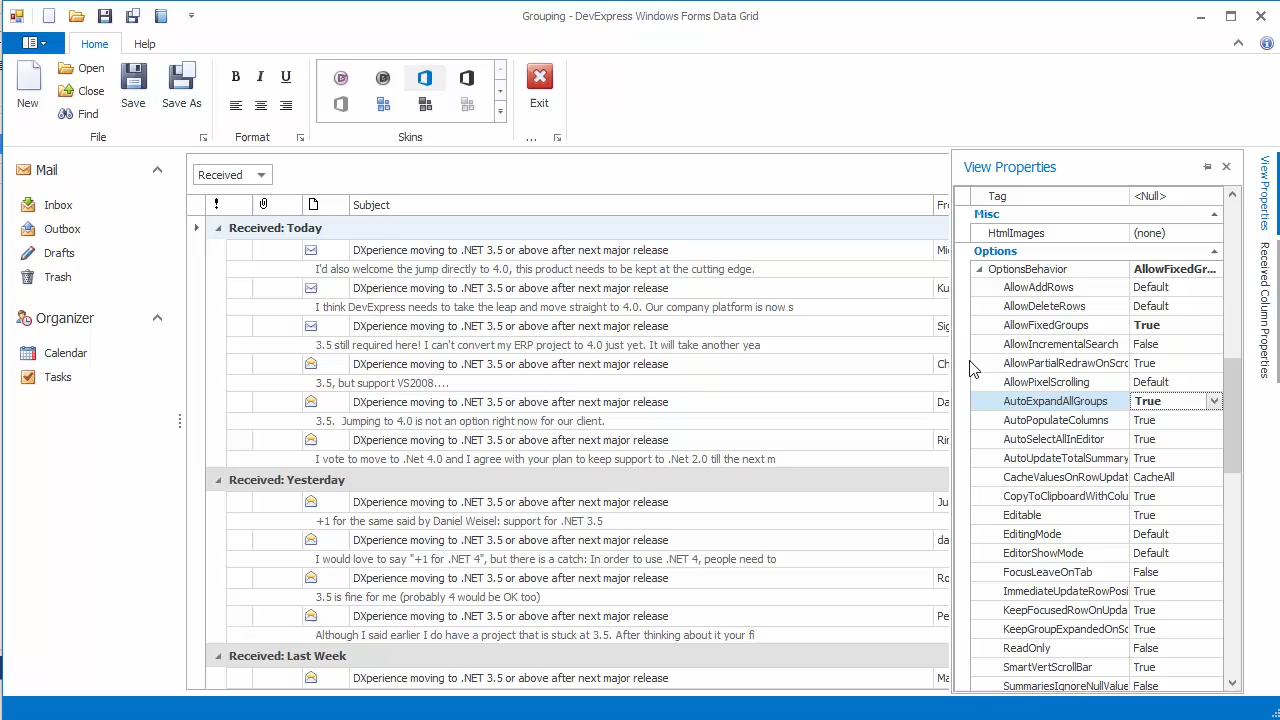 Grouping - DevExpress Windows Forms Data Grid
Home
Help
New
Open
Close
Find
Save
Save As
File
B I U
Format
Skins
Exit
...
Mail
Inbox
Outbox
Drafts
Trash
Organizer
Calendar
Tasks
Received
Subject
Fro
Received: Today
DXperience moving to .NET 3.5 or above after next major release
Mi
I'd also welcome the jump directly to 4.0, this product needs to be kept at the cutting edge.
DXperience moving to .NET 3.5 or above after next major release
Ku
I think DevExpress needs to take the leap and move straight to 4.0. Our company platform is now s
DXperience moving to .NET 3.5 or above after next major release
Sig
3.5 still required here! I can't convert my ERP project to 4.0 just yet. It will take another yea
DXperience moving to .NET 3.5 or above after next major release
Ch
3.5, but support VS2008....
DXperience moving to .NET 3.5 or above after next major release
Da
3.5. Jumping to 4.0 is not an option right now for our client.
DXperience moving to .NET 3.5 or above after next major release
Rir
I vote to move to .Net 4.0 and I agree with your plan to keep support to .Net 2.0 till the next m
Received: Yesterday
DXperience moving to .NET 3.5 or above after next major release
Ju
+1 for the same said by Daniel Weisel: support for .NET 3.5
DXperience moving to .NET 3.5 or above after next major release
da
I would love to say "+1 for .NET 4", but there is a catch: In order to use .NET 4, people need to
DXperience moving to .NET 3.5 or above after next major release
Ro
3.5 is fine for me (probably 4 would be OK too)
DXperience moving to .NET 3.5 or above after next major release
Pe
Although I said earlier I do have a project that is stuck at 3.5. After thinking about it your fi
Received: Last Week
DXperience moving to .NET 3.5 or above after next major release
Ma
View Properties
Tag <Null>
Misc
HtmlImages (none)
Options
OptionsBehavior AllowFixedGr...
AllowAddRows Default
AllowDeleteRows Default
AllowFixedGroups True
AllowIncrementalSearch False
AllowPartialRedrawOnScro True
AllowPixelScrolling Default
AutoExpandAllGroups True
AutoPopulateColumns True
AutoSelectAllInEditor True
AutoUpdateTotalSummary True
CacheValuesOnRowUpdat CacheAll
CopyToClipboardWithColu True
Editable True
EditingMode Default
EditorShowMode Default
FocusLeaveOnTab False
ImmediateUpdateRowPosi True
KeepFocusedRowOnUpda True
KeepGroupExpandedOnSo True
ReadOnly False
SmartVertScrollBar True
SummariesIgnoreNullValue False
View Properties
Received Column Properties